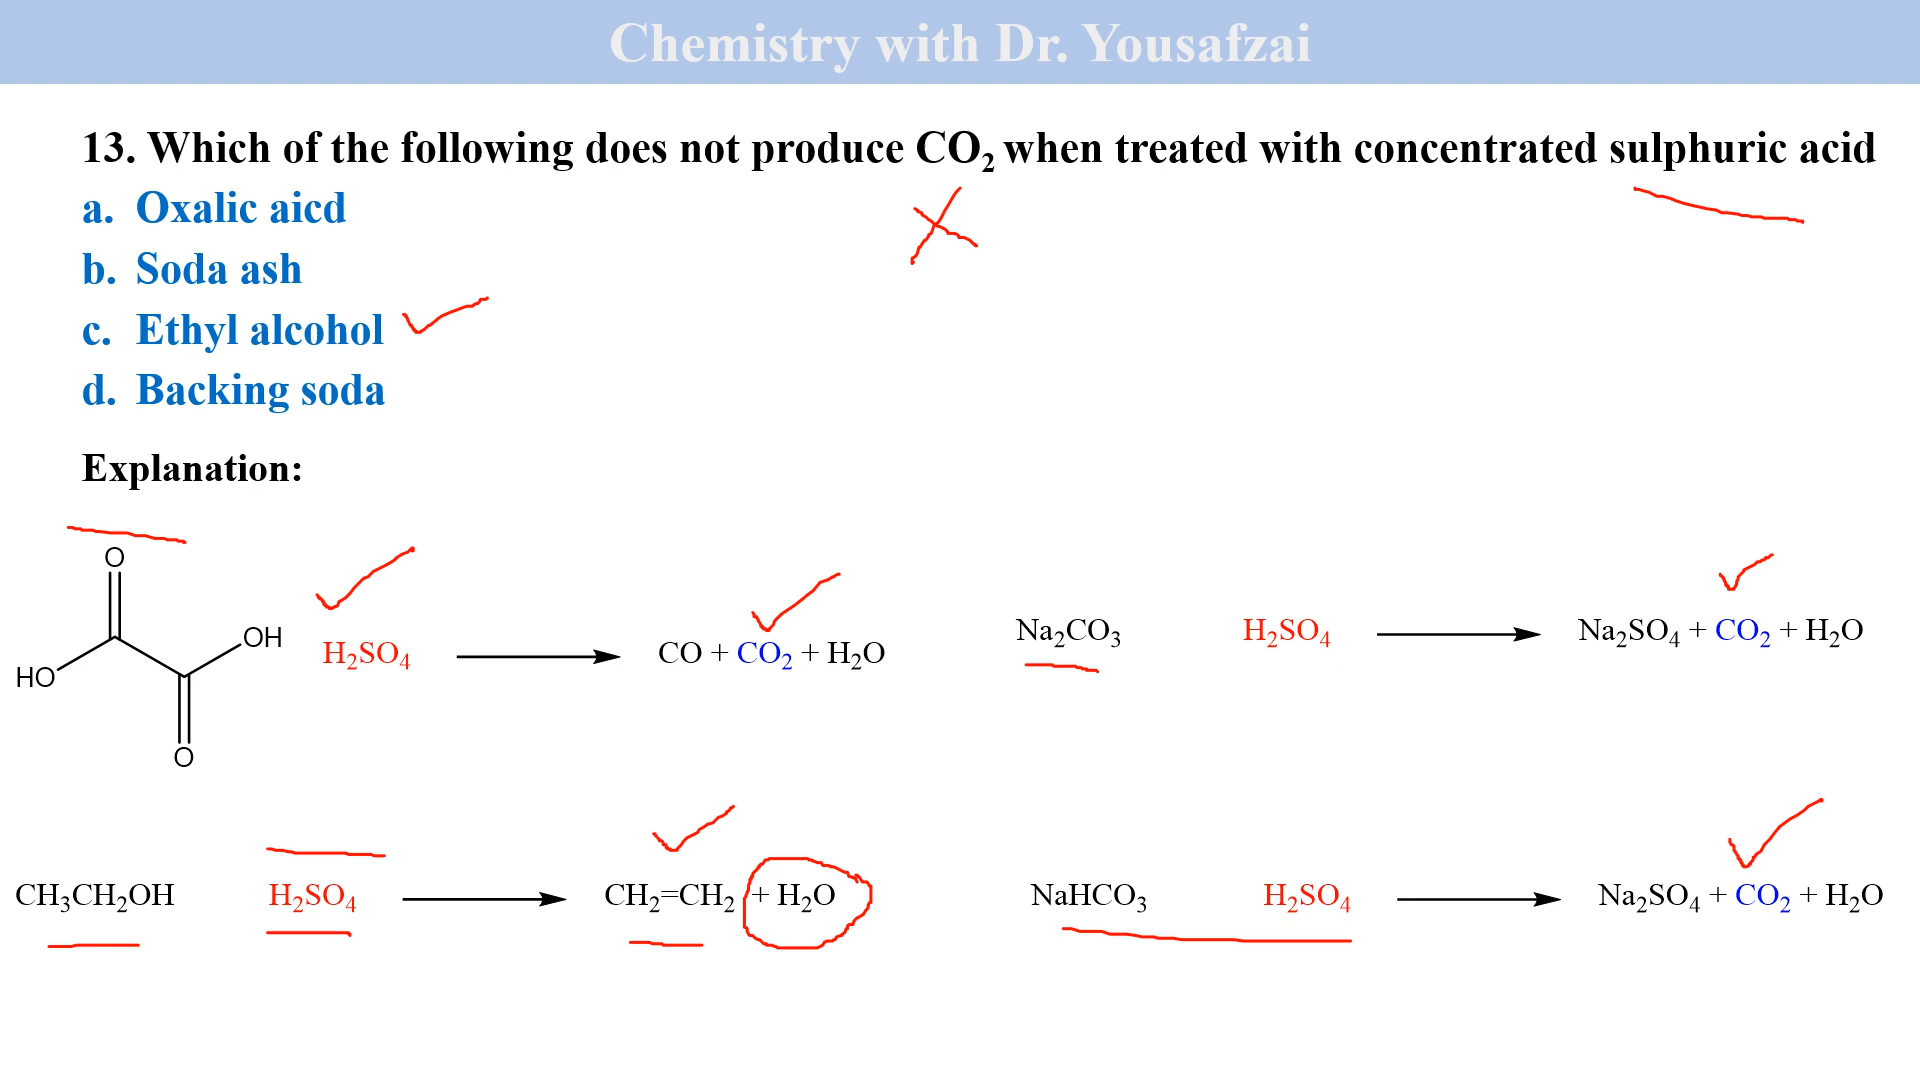 Chemistry with Dr. Yousafzai
13. Which of the following does not produce CO₂ when treated with concentrated sulphuric acid
a. Oxalic aicd
b. Soda ash
c. Ethyl alcohol
d. Backing soda
Explanation:
O
OH
HO
O
H₂SO₄
CO + CO₂ + H₂O
Na₂CO₃ H₂SO₄ Na₂SO₄ + CO₂ + H₂O
CH₃CH₂OH H₂SO₄ CH₂=CH₂ + H₂O
NaHCO₃ H₂SO₄ Na₂SO₄ + CO₂ + H₂O